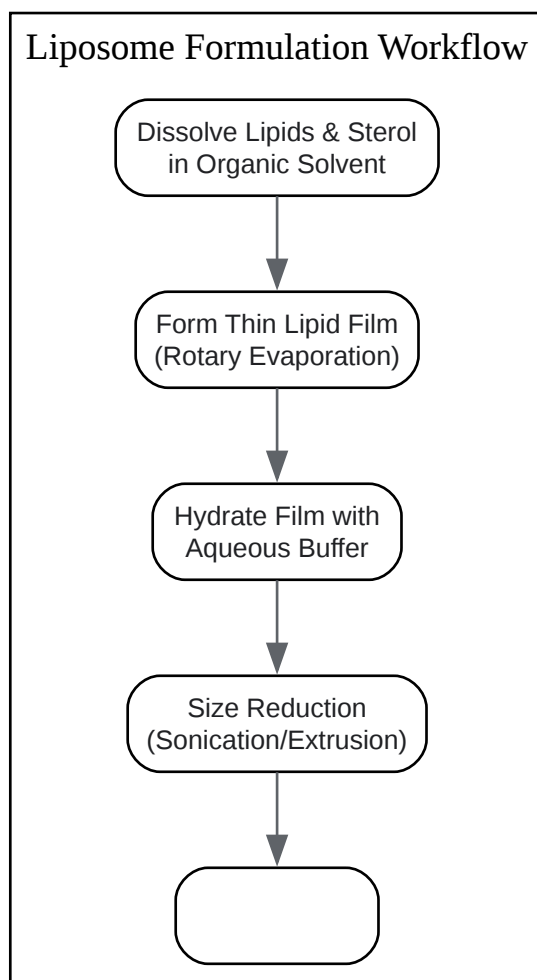 Liposome Formulation Workflow
Dissolve Lipids & Sterol
in Organic Solvent
Form Thin Lipid Film
(Rotary Evaporation)
Hydrate Film with
Aqueous Buffer
Size Reduction
(Sonication/Extrusion)